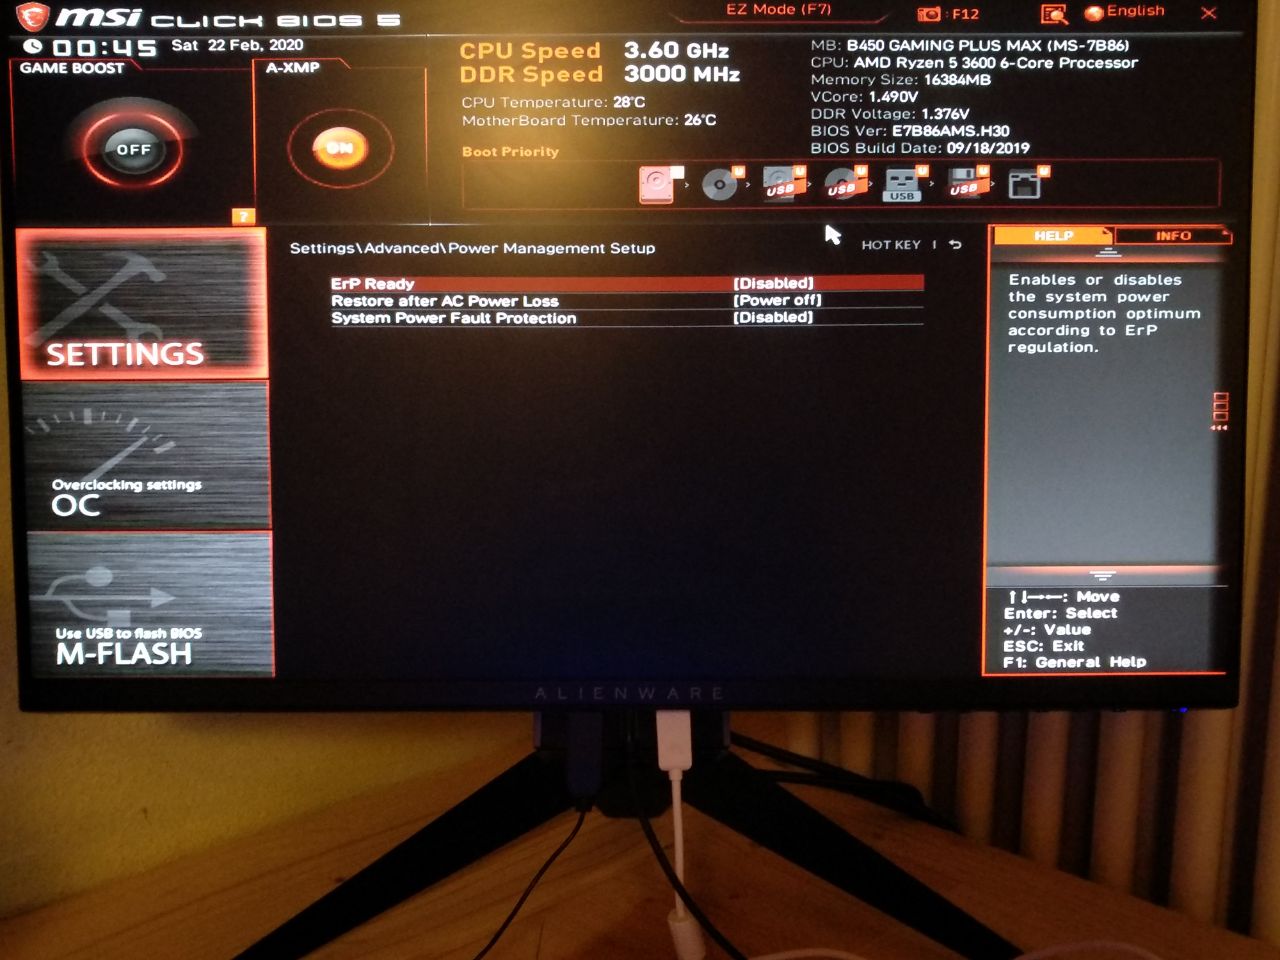 msi CLICK BIOS 5
EZ Mode (F7)
: F12
English
X
00:45 Sat 22 Feb, 2020
GAME BOOST
OFF
A-XMP
ON
?
CPU Speed 3.60 GHz
DDR Speed 3000 MHz
CPU Temperature: 28°C
MotherBoard Temperature: 26°C
Boot Priority
MB: B450 GAMING PLUS MAX (MS-7B86)
CPU: AMD Ryzen 5 3600 6-Core Processor
Memory Size: 16384MB
VCore: 1.490V
DDR Voltage: 1.376V
BIOS Ver: E7B86AMS.H30
BIOS Build Date: 09/18/2019
U U U U U U
USB USB USB USB
SETTINGS
Overclocking settings
OC
Use USB to flash BIOS
M-FLASH
Settings\Advanced\Power Management Setup
HOT KEY |
ErP Ready [Disabled]
Restore after AC Power Loss [Power off]
System Power Fault Protection [Disabled]
HELP INFO
Enables or disables
the system power
consumption optimum
according to ErP
regulation.
↑↓→←: Move
Enter: Select
+/-: Value
ESC: Exit
F1: General Help
ALIENWARE